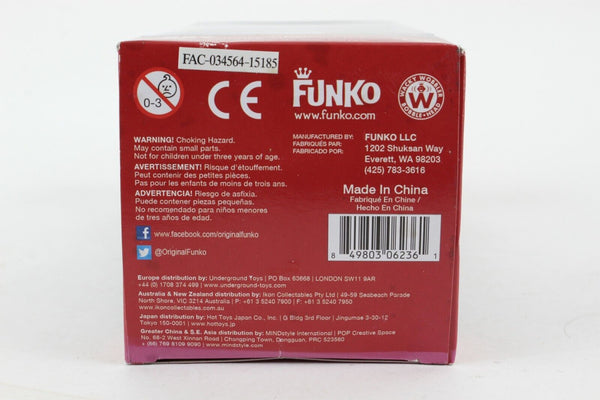 FAC-034564-15185
0-3
CE
FUNKO
www.funko.com
WACKY WOBBLER
W
BOBBLE-HEAD
WARNING! Choking Hazard.
May contain small parts.
Not for children under three years of age.
ADVERTISSEMENT! Risque d'étouffement.
Peut contenir des petites pièces.
Pas pour les enfants de moins de trois ans.
ADVERTENCIA! Riesgo de asfixia.
Puede contener piezas pequeñas.
No recomendado para niños menores
de tres años de edad.
MANUFACTURED BY:
FABRIQUÉS PAR:
FABRICADO POR:
FUNKO LLC
1202 Shuksan Way
Everett, WA 98203
(425) 783-3616
Made In China
Fabriqué En Chine /
Hecho En China
8 49803 06236 1
www.facebook.com/originalfunko
@OriginalFunko
Europe distribution by: Underground Toys | PO Box 63668 | LONDON SW11 9AR
+44 (0) 1708 374 499 | www.underground-toys.com
Australia & New Zealand distribution by: Ikon Collectables Pty Ltd | 49-59 Seabeach Parade
North Shore, VIC 3214 Australia | P: +61 3 5240 7900 | F: +61 3 5240 7950
www.ikoncollectables.com
Japan distribution by: Hot Toys Japan Co., Inc. | G Bldg 3rd Floor | Jingumae 3-30-12
Tokyo 150-0001 | www.hottoys.jp
Greater China & S.E. Asia distribution by: MINDstyle International | POP Creative Space
No. 68-2 West Xinnan Road | Chongping Town, Dongguan, PRC 523560
+ (86) 769 8109 9090 | www.mindstyle.com